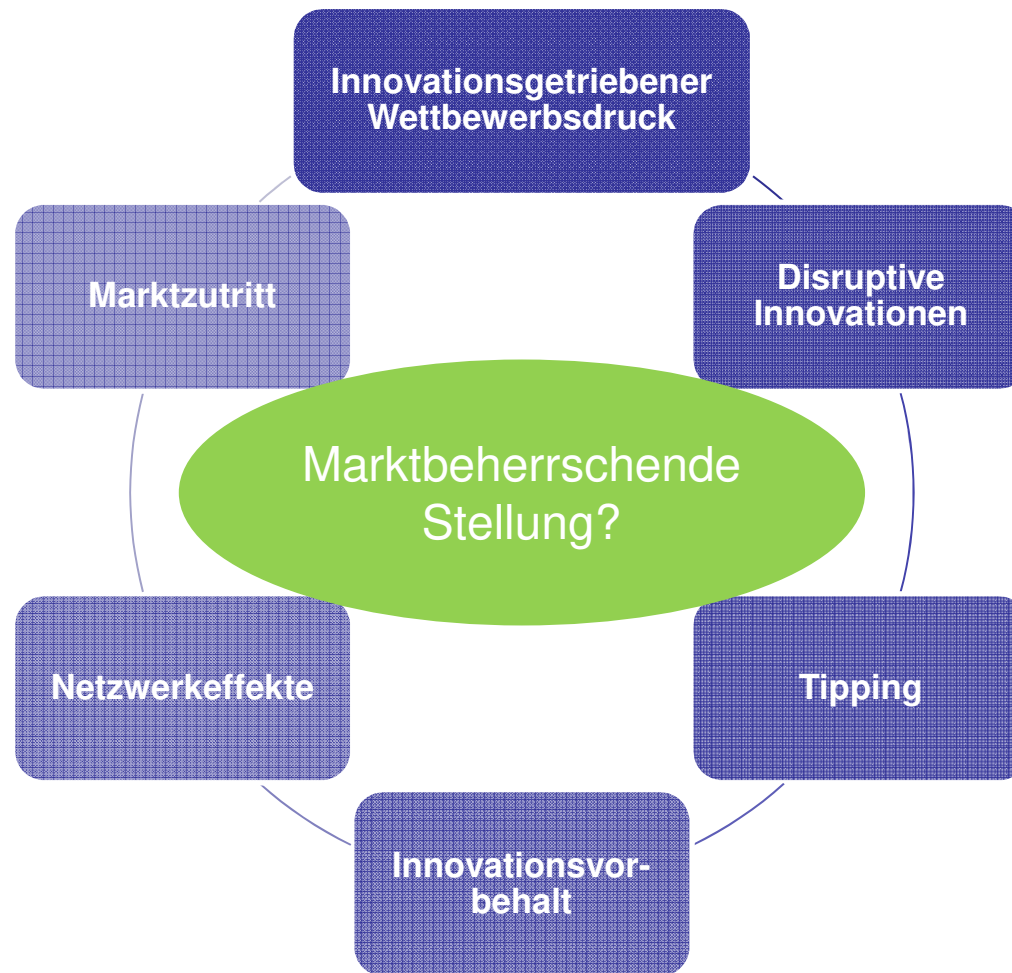 Innovationsgetriebener
Wettbewerbsdruck
Marktzutritt
Disruptive
Innovationen
Marktbeherrschende
Stellung?
Netzwerkeffekte
Tipping
Innovationsvor-
behalt